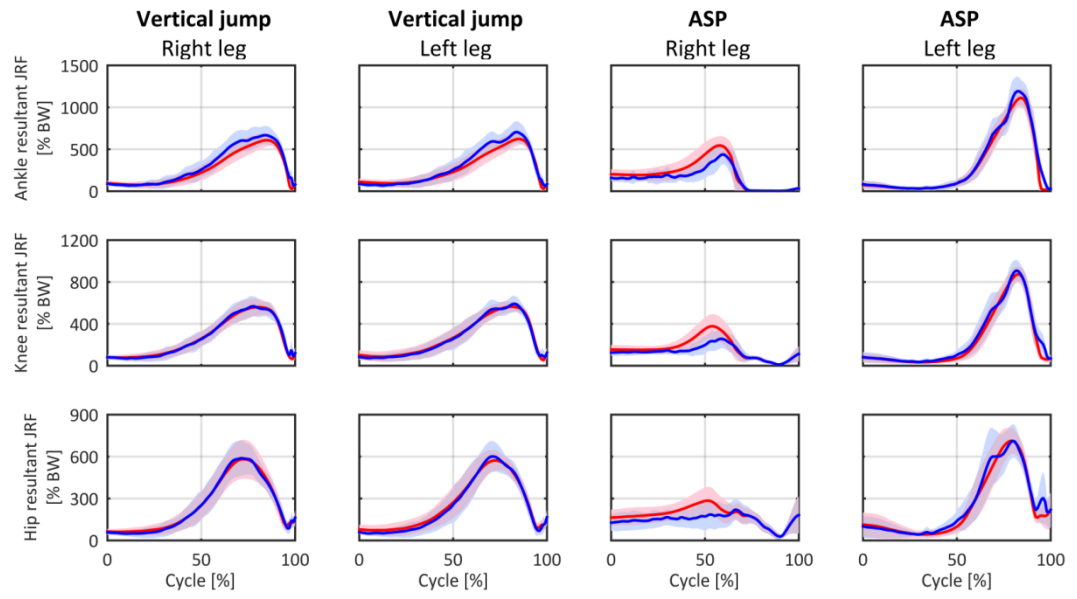 Vertical jump Vertical jump ASP ASP
Right leg Left leg Right leg Left leg
Ankle resultant JRF
[% BW]
1500
1000
500
0
Knee resultant JRF
[% BW]
1200
800
400
0
Hip resultant JRF
[% BW]
900
600
300
0
0 50 100 0 50 100 0 50 100 0 50 100
Cycle [%] Cycle [%] Cycle [%] Cycle [%]